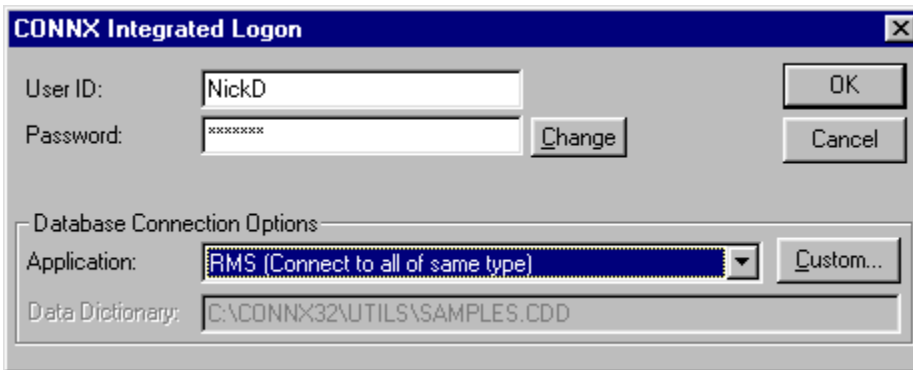 CONNX Integrated Logon
User ID: NickD OK
Password: ******* Change Cancel
Database Connection Options
Application: RMS (Connect to all of same type) Custom...
Data Dictionary: C:\CONNX32\UTILS\SAMPLES.CDD